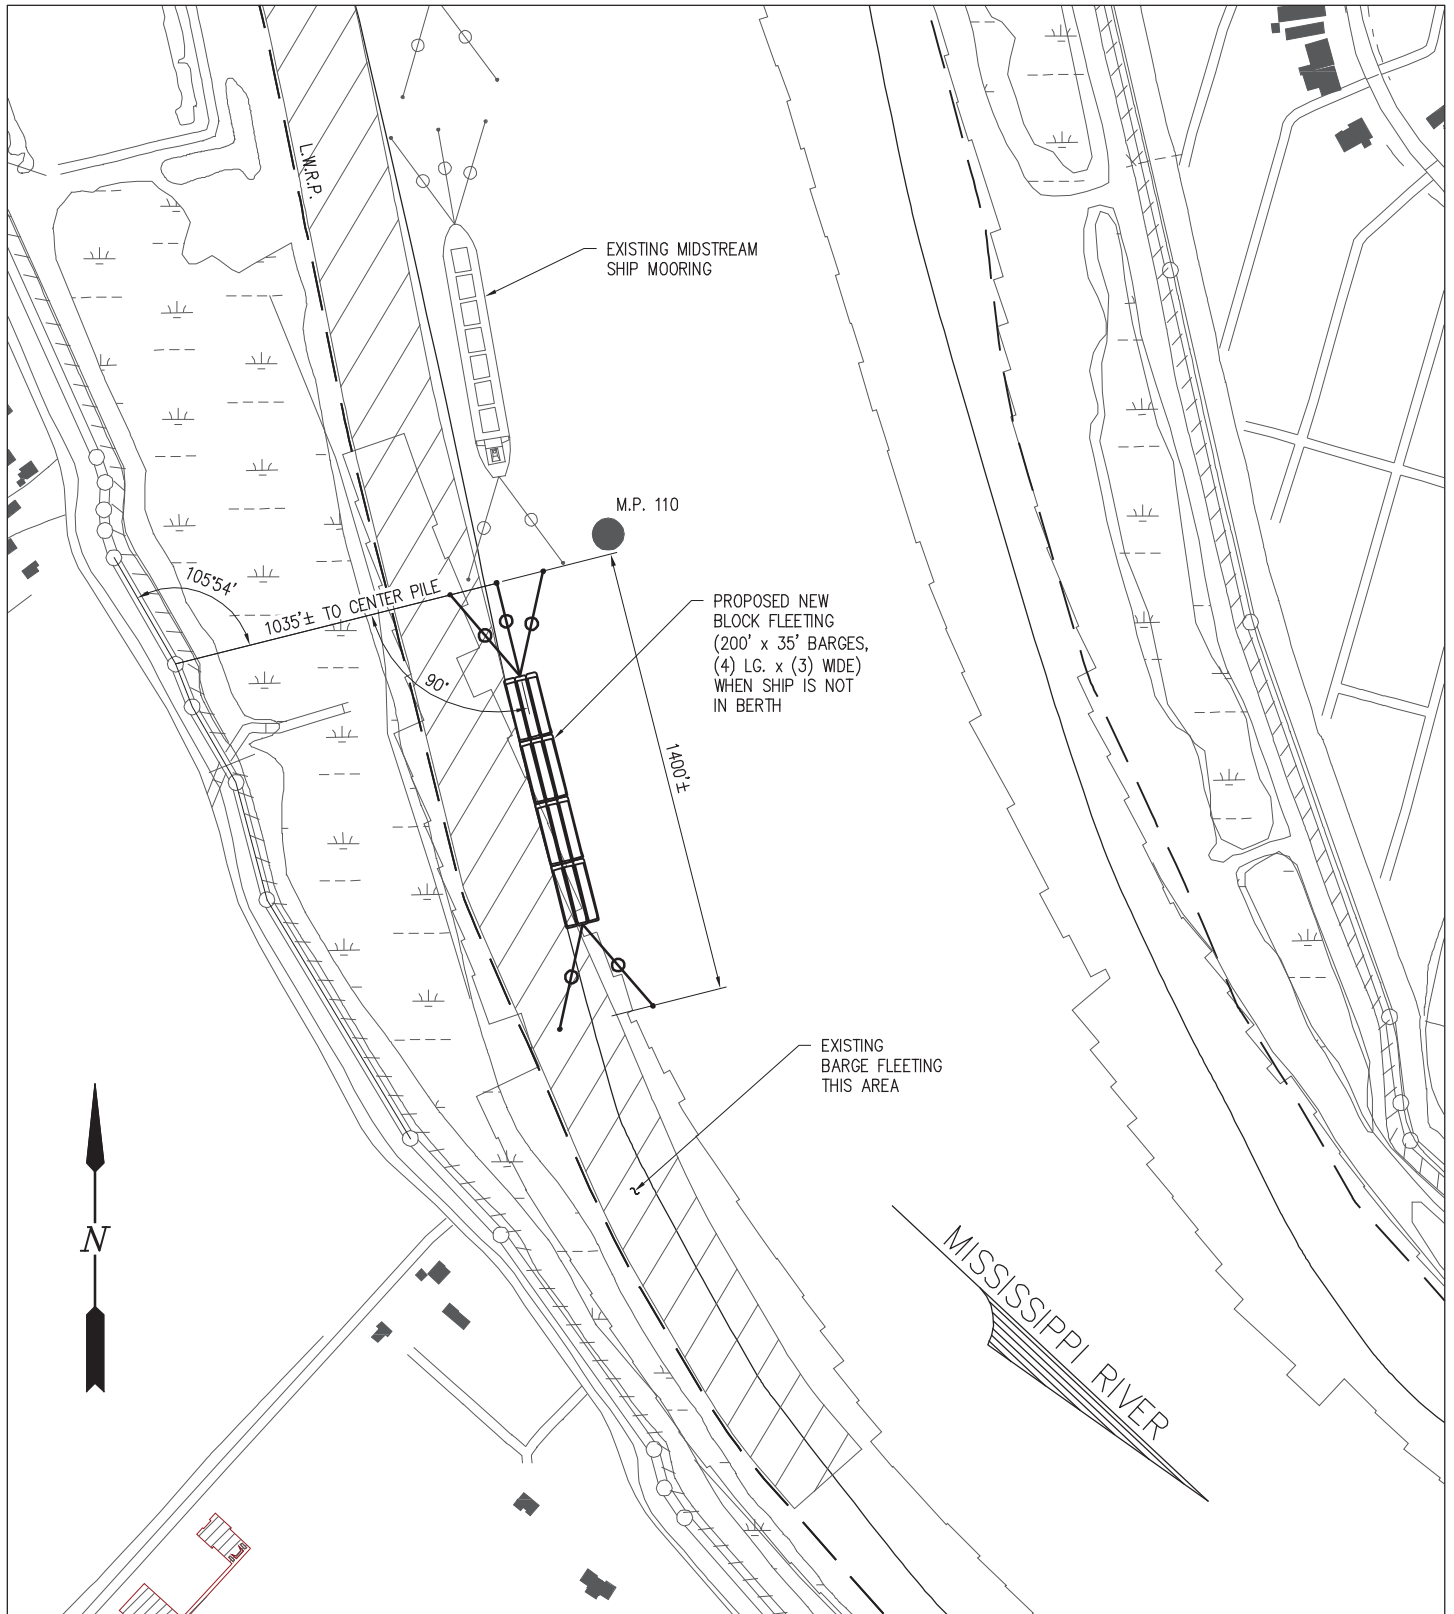 L.W.R.P.
EXISTING MIDSTREAM
SHIP MOORING
M.P. 110
105°54'
1035'± TO CENTER PILE
90°
PROPOSED NEW
BLOCK FLEETING
(200' x 35' BARGES,
(4) LG. x (3) WIDE)
WHEN SHIP IS NOT
IN BERTH
1400'±
EXISTING
BARGE FLEETING
THIS AREA
N
MISSISSIPPI RIVER